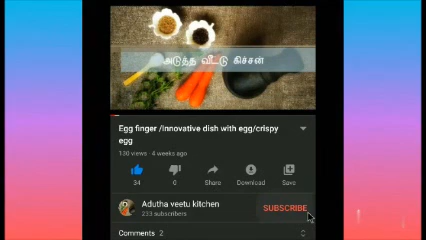 அடுத்த வீட்டு கிச்சன்
Egg finger /innovative dish with egg/crispy
egg
130 views · 4 weeks ago
34
0
Share
Download
Save
Adutha veetu kitchen
233 subscribers
SUBSCRIBE
Comments 2